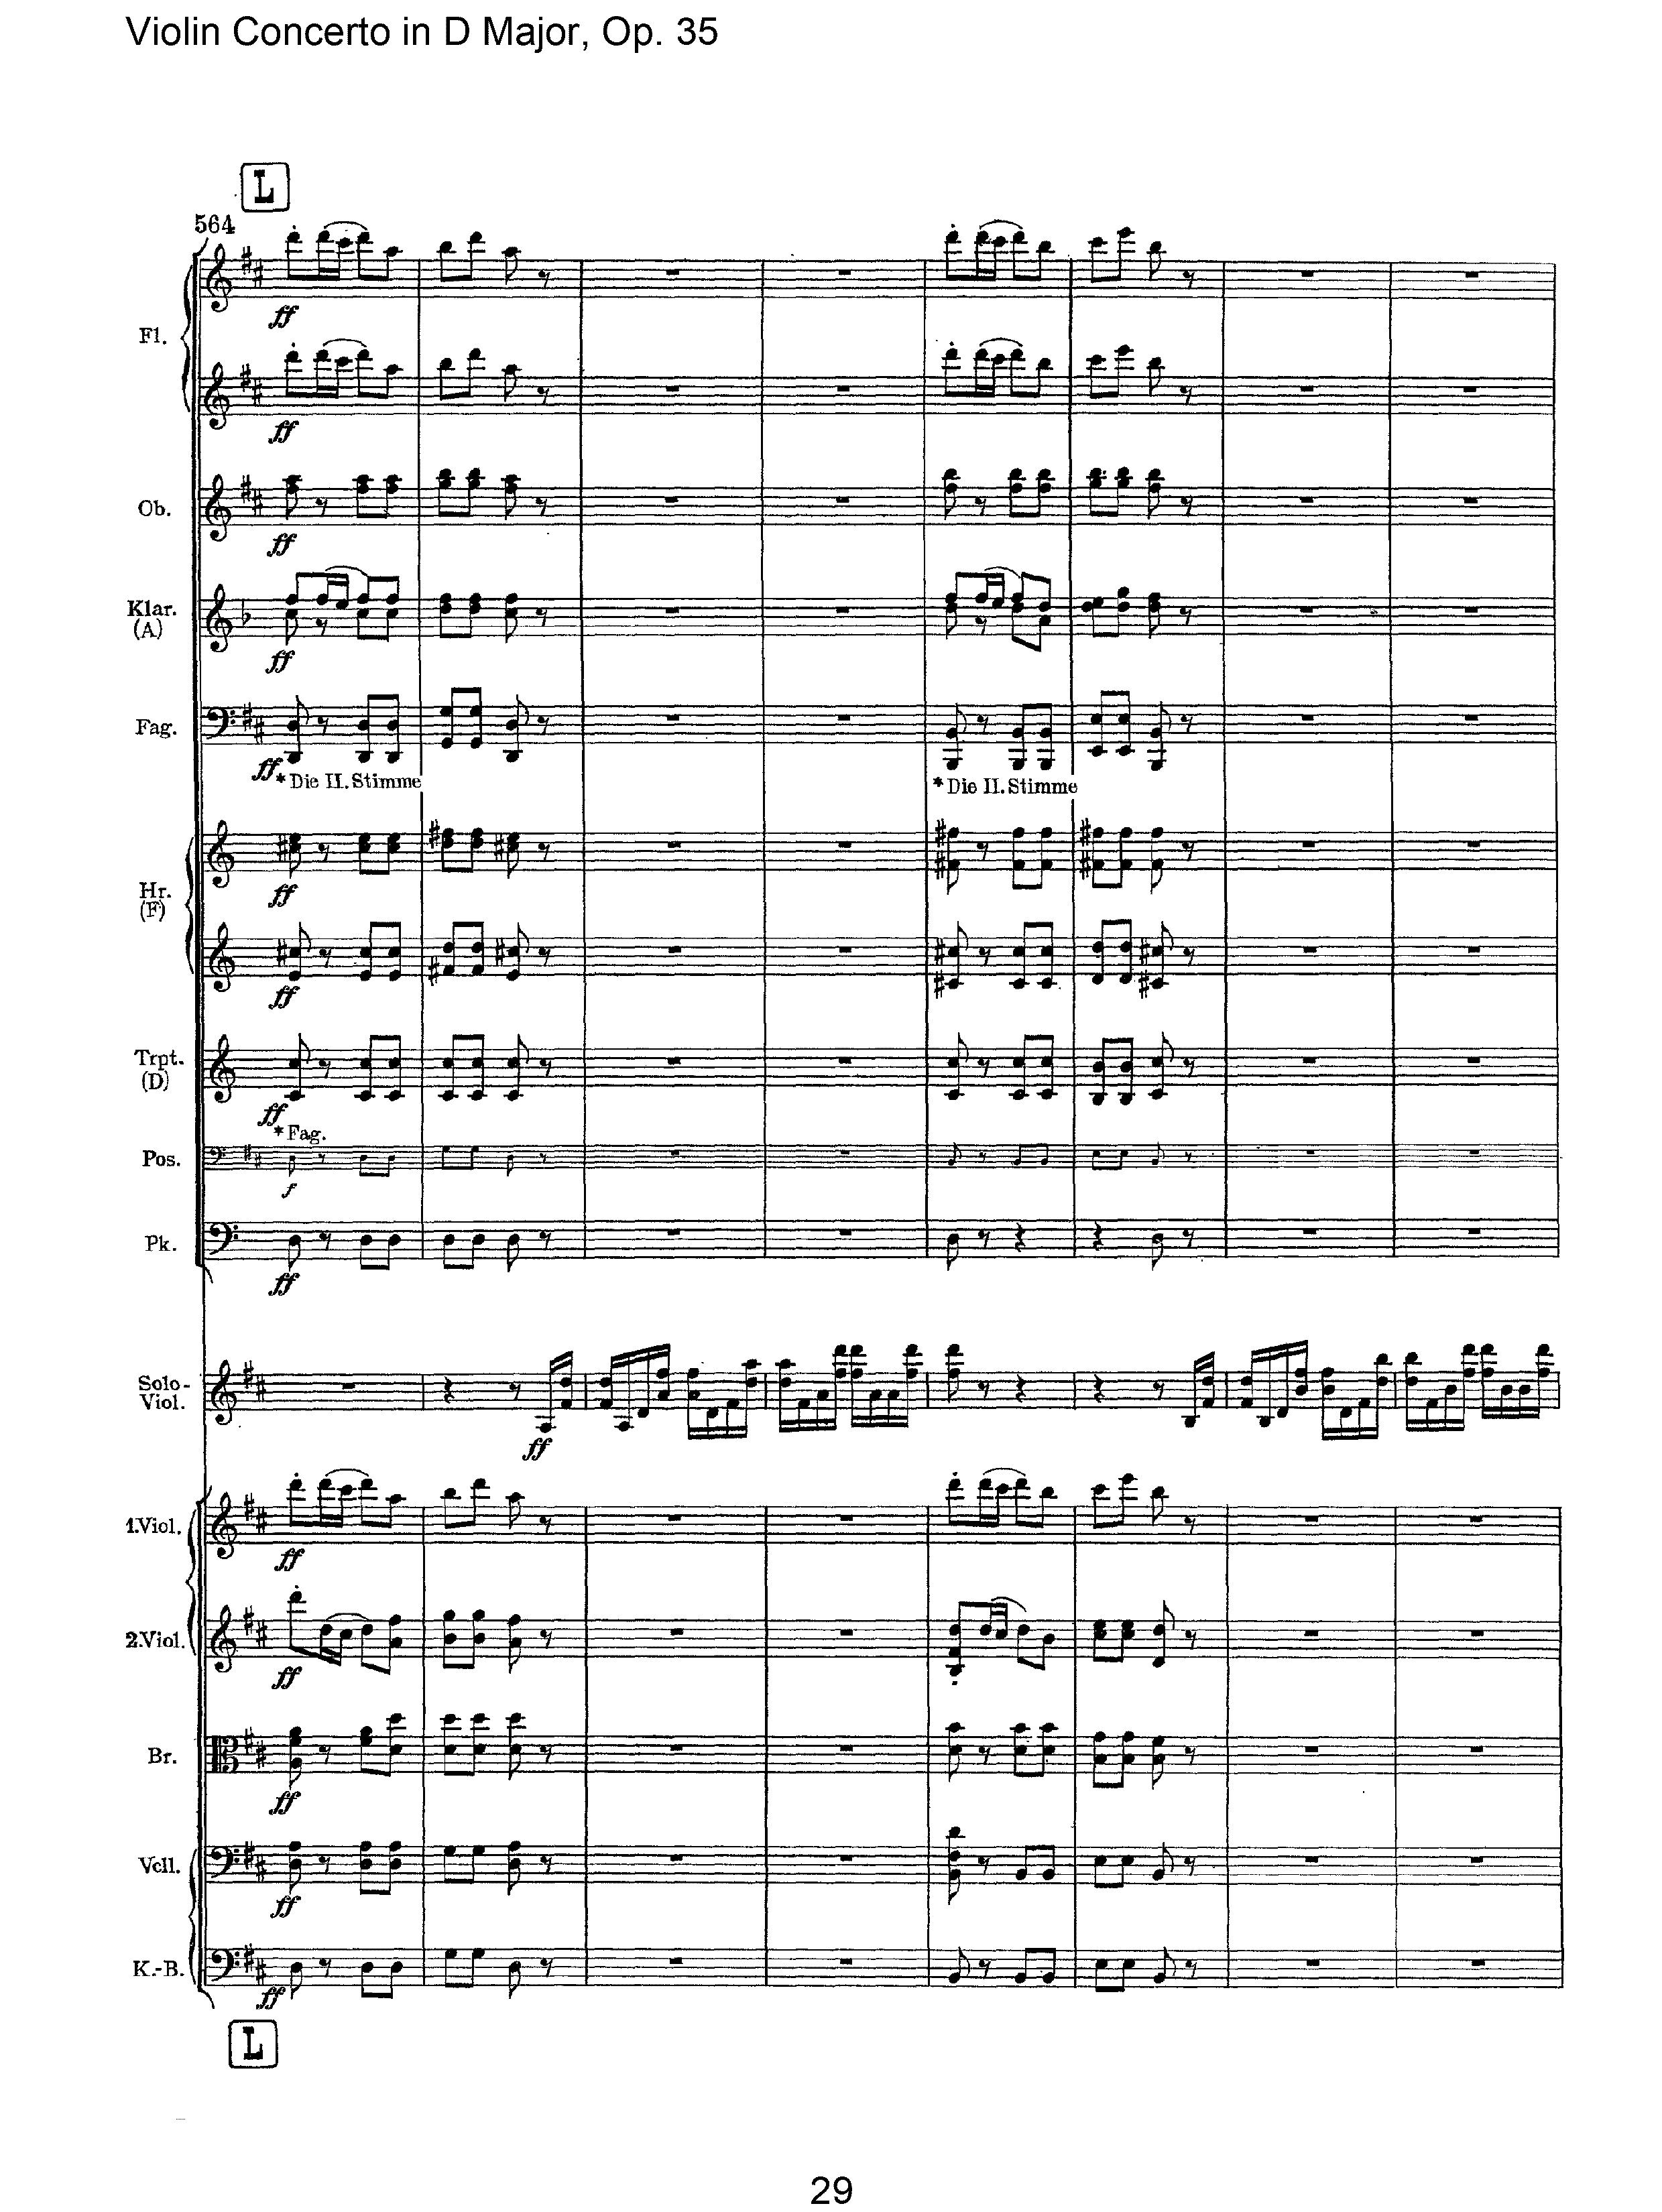 Violin Concerto in D Major, Op. 35
L
564
Fl.
ff
ff
Ob.
ff
Klar.
(A)
ff
Fag.
ff
*Die II. Stimme
*Die II. Stimme
Hr.
(F)
ff
ff
Trpt.
(D)
ff
*Fag.
Pos.
f
Pk.
ff
Solo-
Viol.
ff
1.Viol.
ff
2.Viol.
ff
Br.
ff
Vcll.
ff
K.-B.
ff
L
29